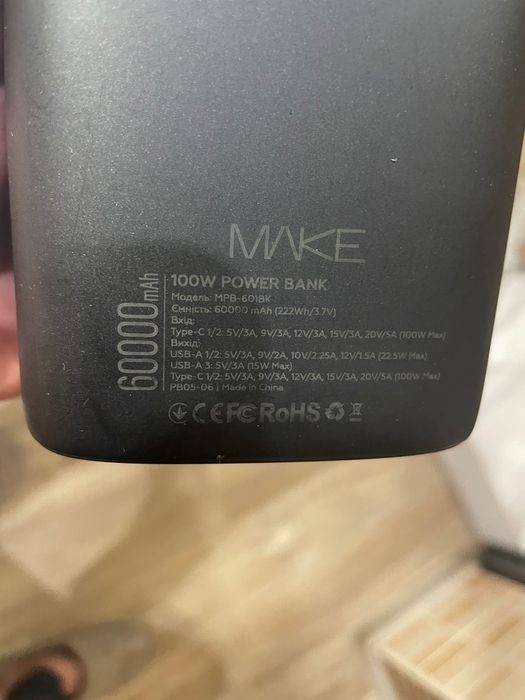 MAKE
60000mAh
100W POWER BANK
Модель: MPB-601BK
Ємність: 60000 mAh (222Wh/3.7V)
Вхід:
Type-C 1/2: 5V/3A, 9V/3A, 12V/3A, 15V/3A, 20V/5A (100W Max)
Вихід:
USB-A 1/2: 5V/3A, 9V/2A, 10V/2.25A, 12V/1.5A (22.5W Max)
USB-A 3: 5V/3A (15W Max)
Type-C 1/2: 5V/3A, 9V/3A, 12V/3A, 15V/3A, 20V/5A (100W Max)
PB05-06 | Made in China
CE FC RoHS